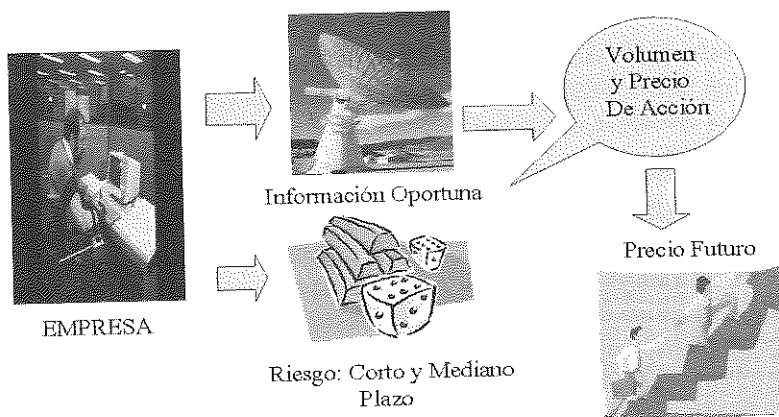 Volumen
y Precio
De Acción
Información Oportuna
Precio Futuro
EMPRESA
Riesgo: Corto y Mediano
Plazo